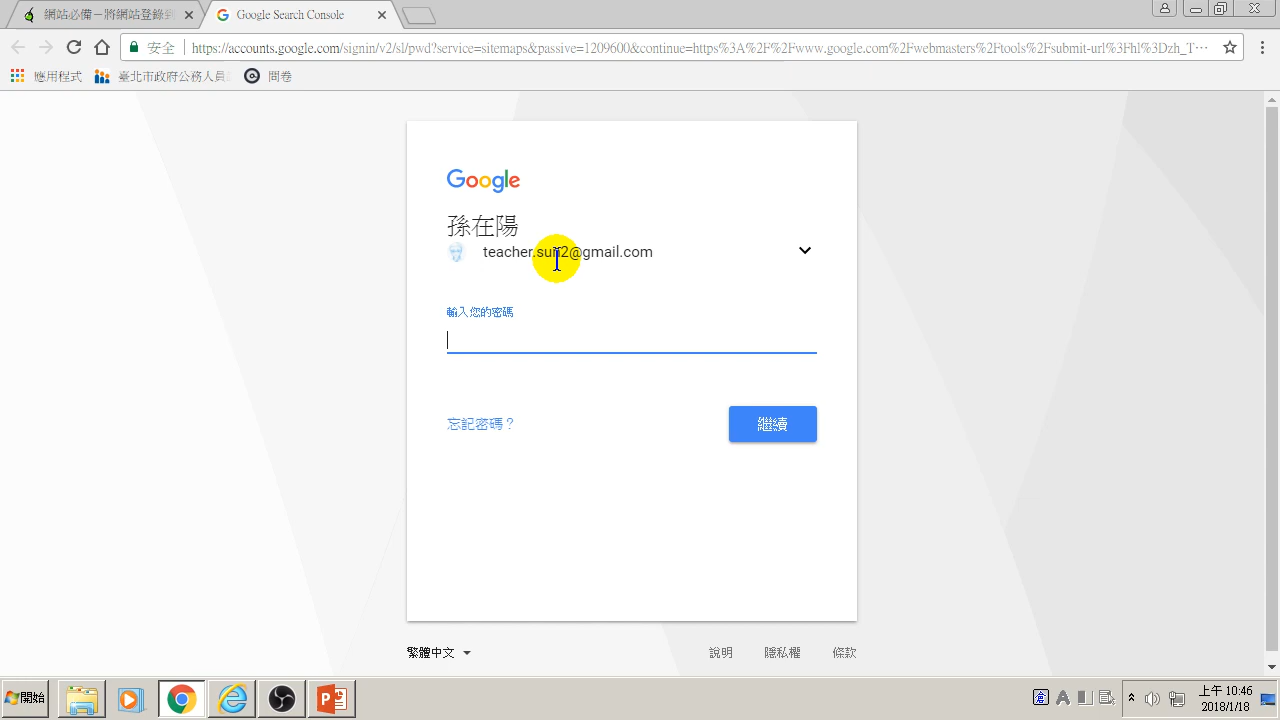 網站必備－將網站登錄到
Google Search Console
安全
https://accounts.google.com/signin/v2/sl/pwd?service=sitemaps&passive=1209600&continue=https%3A%2F%2Fwww.google.com%2Fwebmasters%2Ftools%2Fsubmit-url%3Fhl%3Dzh_T…
應用程式
臺北市政府公務人員
問卷
Google
孫在陽
teacher.sun2@gmail.com
輸入您的密碼
忘記密碼？
繼續
繁體中文
說明
隱私權
條款
開始
上午 10:46
2018/1/18